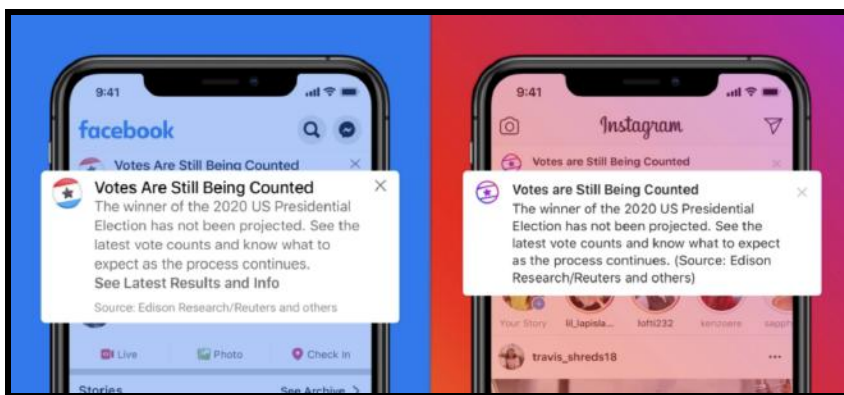 9:41
facebook
Votes Are Still Being Counted
Votes Are Still Being Counted
The winner of the 2020 US Presidential
Election has not been projected. See the
latest vote counts and know what to
expect as the process continues.
See Latest Results and Info
Source: Edison Research/Reuters and others
Live
Photo
Check In
Stories
See Archive
9:41
Instagram
Votes are Still Being Counted
Votes are Still Being Counted
The winner of the 2020 US Presidential
Election has not been projected. See the
latest vote counts and know what to
expect as the process continues. (Source: Edison
Research/Reuters and others)
Your Story
lil_lapisla...
lofti232
kenzoere
sapph
travis_shreds18